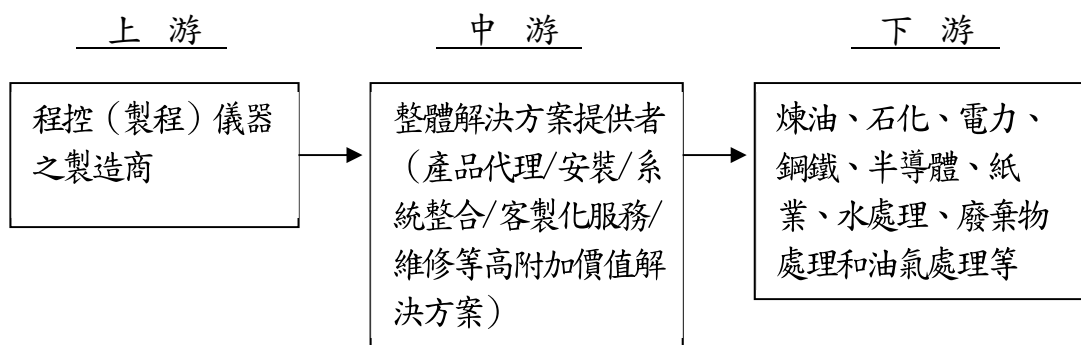 上 游
中 游
下 游
程控（製程）儀器
之製造商
整體解決方案提供者
（產品代理/安裝/系
統整合/客製化服務/
維修等高附加價值解
決方案）
煉油、石化、電力、
鋼鐵、半導體、紙
業、水處理、廢棄物
處理和油氣處理等